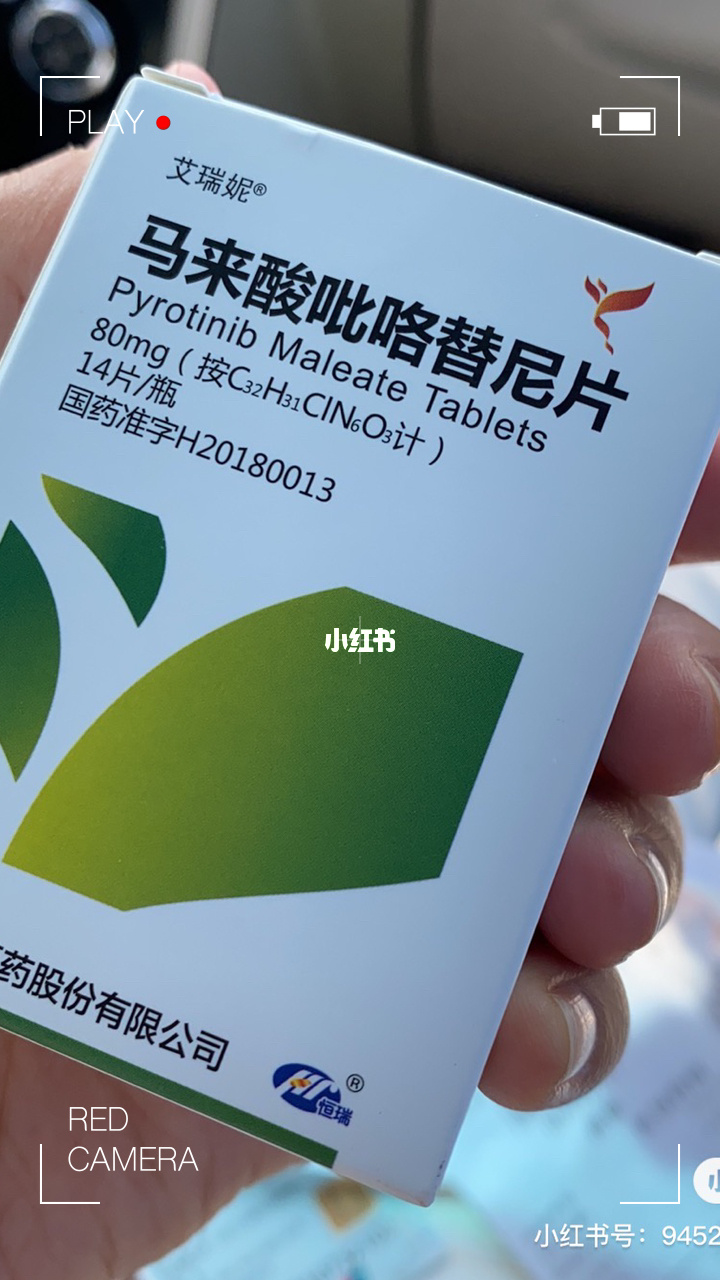 PLAY
艾瑞妮®
马来酸吡咯替尼片
Pyrotinib Maleate Tablets
80mg（按C₃₂H₃₁ClN₆O₃计）
14片/瓶
国药准字H20180013
小红书
药股份有限公司
HR
恒瑞®
RED
CAMERA
小红书号：9452